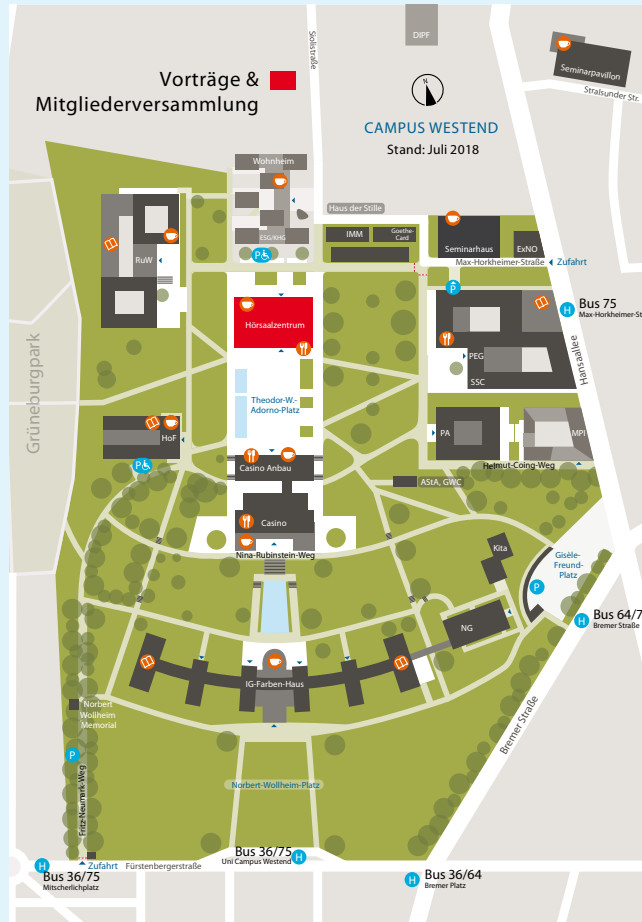 DIPF
Siolistraße
Seminarpavillon
Stralsunder Str.
Vorträge &
Mitgliederversammlung
N
CAMPUS WESTEND
Stand: Juli 2018
Wohnheim
Haus der Stille
IMM
Goethe-
Card
ESG/KHG
Seminarhaus
ExNO
RuW
Max-Horkheimer-Straße
Zufahrt
P
P
H
Bus 75
Max-Horkheimer-St
Hörsaalzentrum
Hansaallee
PEG
SSC
Grüneburgpark
Theodor-W.-
Adorno-Platz
HoF
PA
MPI
P
Casino Anbau
Helmut-Coing-Weg
AStA, GWC
Casino
Nina-Rubinstein-Weg
Kita
Gisèle-
Freund-
Platz
P
H
Bus 64/7
Bremer Straße
NG
IG-Farben-Haus
Norbert
Wollheim
Memorial
Bremer Straße
P
Norbert-Wollheim-Platz
Fritz-Neumark-Weg
H
Bus 36/75
Mitscherlichplatz
Zufahrt
Fürstenbergerstraße
Bus 36/75
Uni Campus Westend
H
H
Bus 36/64
Bremer Platz